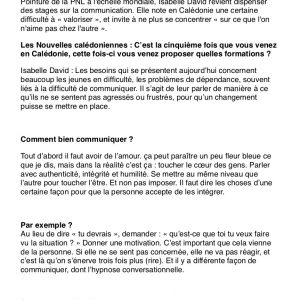 Pointure de la PNL à l'échelle mondiale, Isabelle David revient dispenser
des stages sur la communication. Elle note en Calédonie une certaine
difficulté à « valoriser », et invite à ne plus se concentrer « sur ce que l'on
n'aime pas chez l'autre ».
Les Nouvelles calédoniennes : C'est la cinquième fois que vous venez
en Calédonie, cette fois-ci vous venez proposer quelles formations ?
Isabelle David : Les besoins qui se présentent aujourd'hui concernent
beaucoup les jeunes en difficulté, les problèmes de dépendance, souvent
liés à la difficulté de communiquer. Il s'agit de leur parler de manière à ce
qu'ils ne se sentent pas agressés ou frustrés, pour qu'un changement
puisse se mettre en place.
Comment bien communiquer ?
Tout d'abord il faut avoir de l'amour. ça peut paraître un peu fleur bleue ce
que je dis, mais dans la réalité c'est ça : toucher le cœur des gens. Parler
avec authenticité, intégrité et humilité. Se mettre au même niveau que
l'autre pour toucher l'être. Et non pas imposer. Il faut dire les choses d'une
certaine façon pour que la personne accepte de les intégrer.
Par exemple ?
Au lieu de dire « tu devrais », demander : « qu'est-ce que toi tu veux faire
vu la situation ? » Donner une motivation. C'est important que cela vienne
de la personne. Si elle ne se sent pas concernée, elle ne va pas réagir, et
c'est là qu'on s'énerve trois fois plus (rire). Et il y a différente façon de
communiquer, dont l'hypnose conversationnelle.